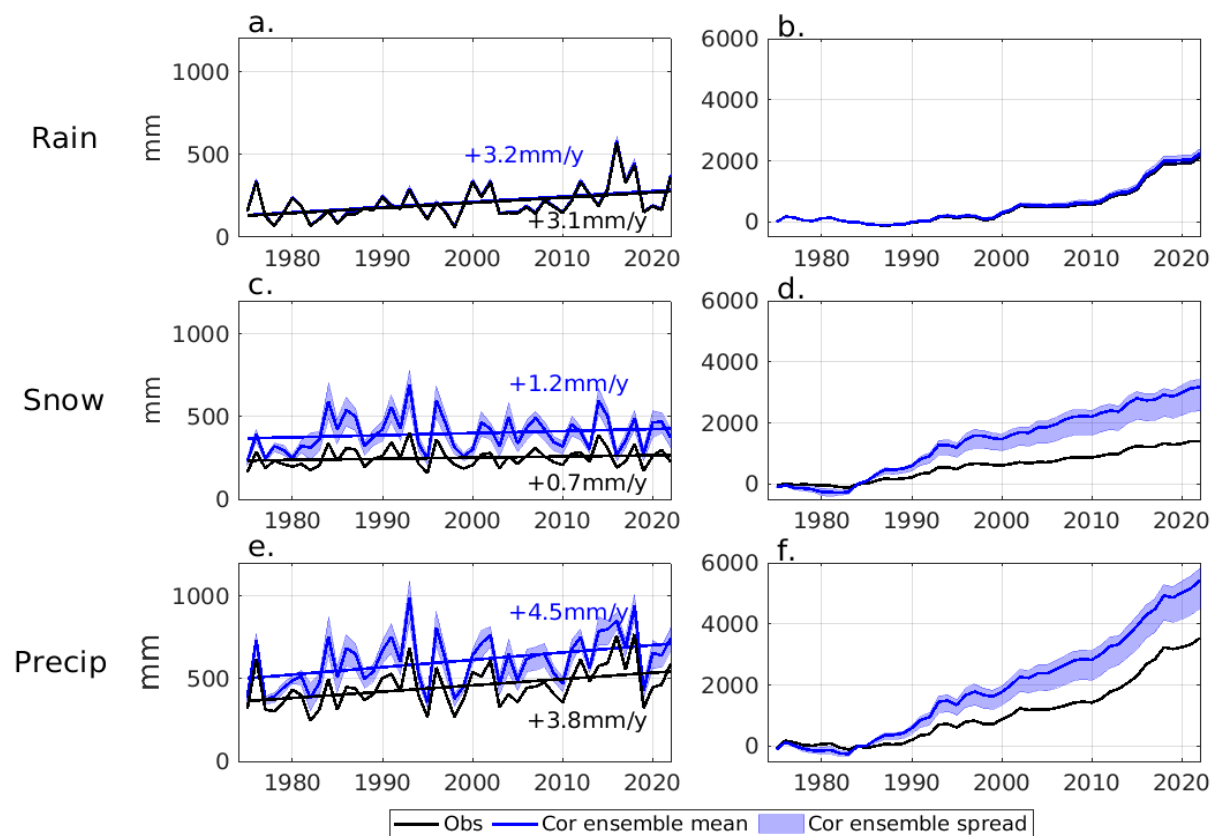 a.
b.
Rain
mm
1000
500
0
+3.2mm/y
+3.1mm/y
1980 1990 2000 2010 2020
6000
4000
2000
0
1980 1990 2000 2010 2020
c.
d.
Snow
mm
1000
500
0
+1.2mm/y
+0.7mm/y
1980 1990 2000 2010 2020
6000
4000
2000
0
1980 1990 2000 2010 2020
e.
f.
Precip
mm
1000
500
0
+4.5mm/y
+3.8mm/y
1980 1990 2000 2010 2020
6000
4000
2000
0
1980 1990 2000 2010 2020
Obs Cor ensemble mean Cor ensemble spread